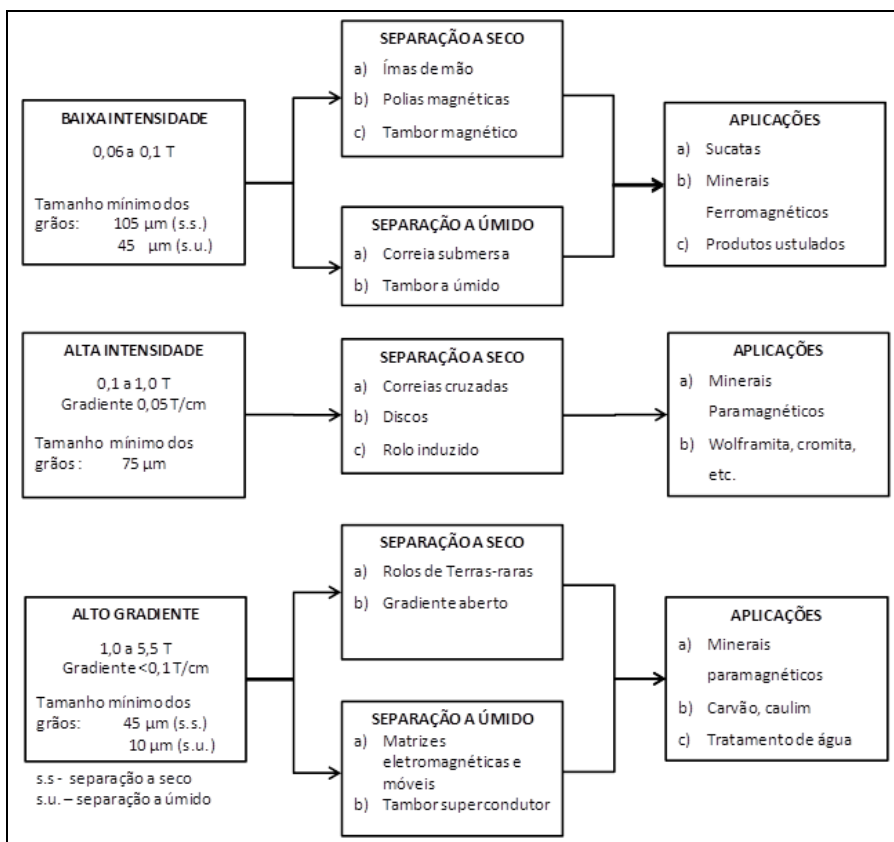 BAIXA INTENSIDADE
0,06 a 0,1 T
Tamanho mínimo dos
grãos: 105 µm (s.s.)
45 µm (s.u.)
SEPARAÇÃO A SECO
a) Ímas de mão
b) Polias magnéticas
c) Tambor magnético
SEPARAÇÃO A ÚMIDO
a) Correia submersa
b) Tambor a úmido
APLICAÇÕES
a) Sucatas
b) Minerais
Ferromagnéticos
c) Produtos ustulados
ALTA INTENSIDADE
0,1 a 1,0 T
Gradiente 0,05 T/cm
Tamanho mínimo dos
grãos : 75 µm
SEPARAÇÃO A SECO
a) Correias cruzadas
b) Discos
c) Rolo induzido
APLICAÇÕES
a) Minerais
Paramagnéticos
b) Wolframita, cromita,
etc.
ALTO GRADIENTE
1,0 a 5,5 T
Gradiente <0,1 T/cm
Tamanho mínimo dos
grãos: 45 µm (s.s.)
10 µm (s.u.)
s.s - separação a seco
s.u. – separação a úmido
SEPARAÇÃO A SECO
a) Rolos de Terras-raras
b) Gradiente aberto
SEPARAÇÃO A ÚMIDO
a) Matrizes
eletromagnéticas e
móveis
b) Tambor supercondutor
APLICAÇÕES
a) Minerais
paramagnéticos
b) Carvão, caulim
c) Tratamento de água